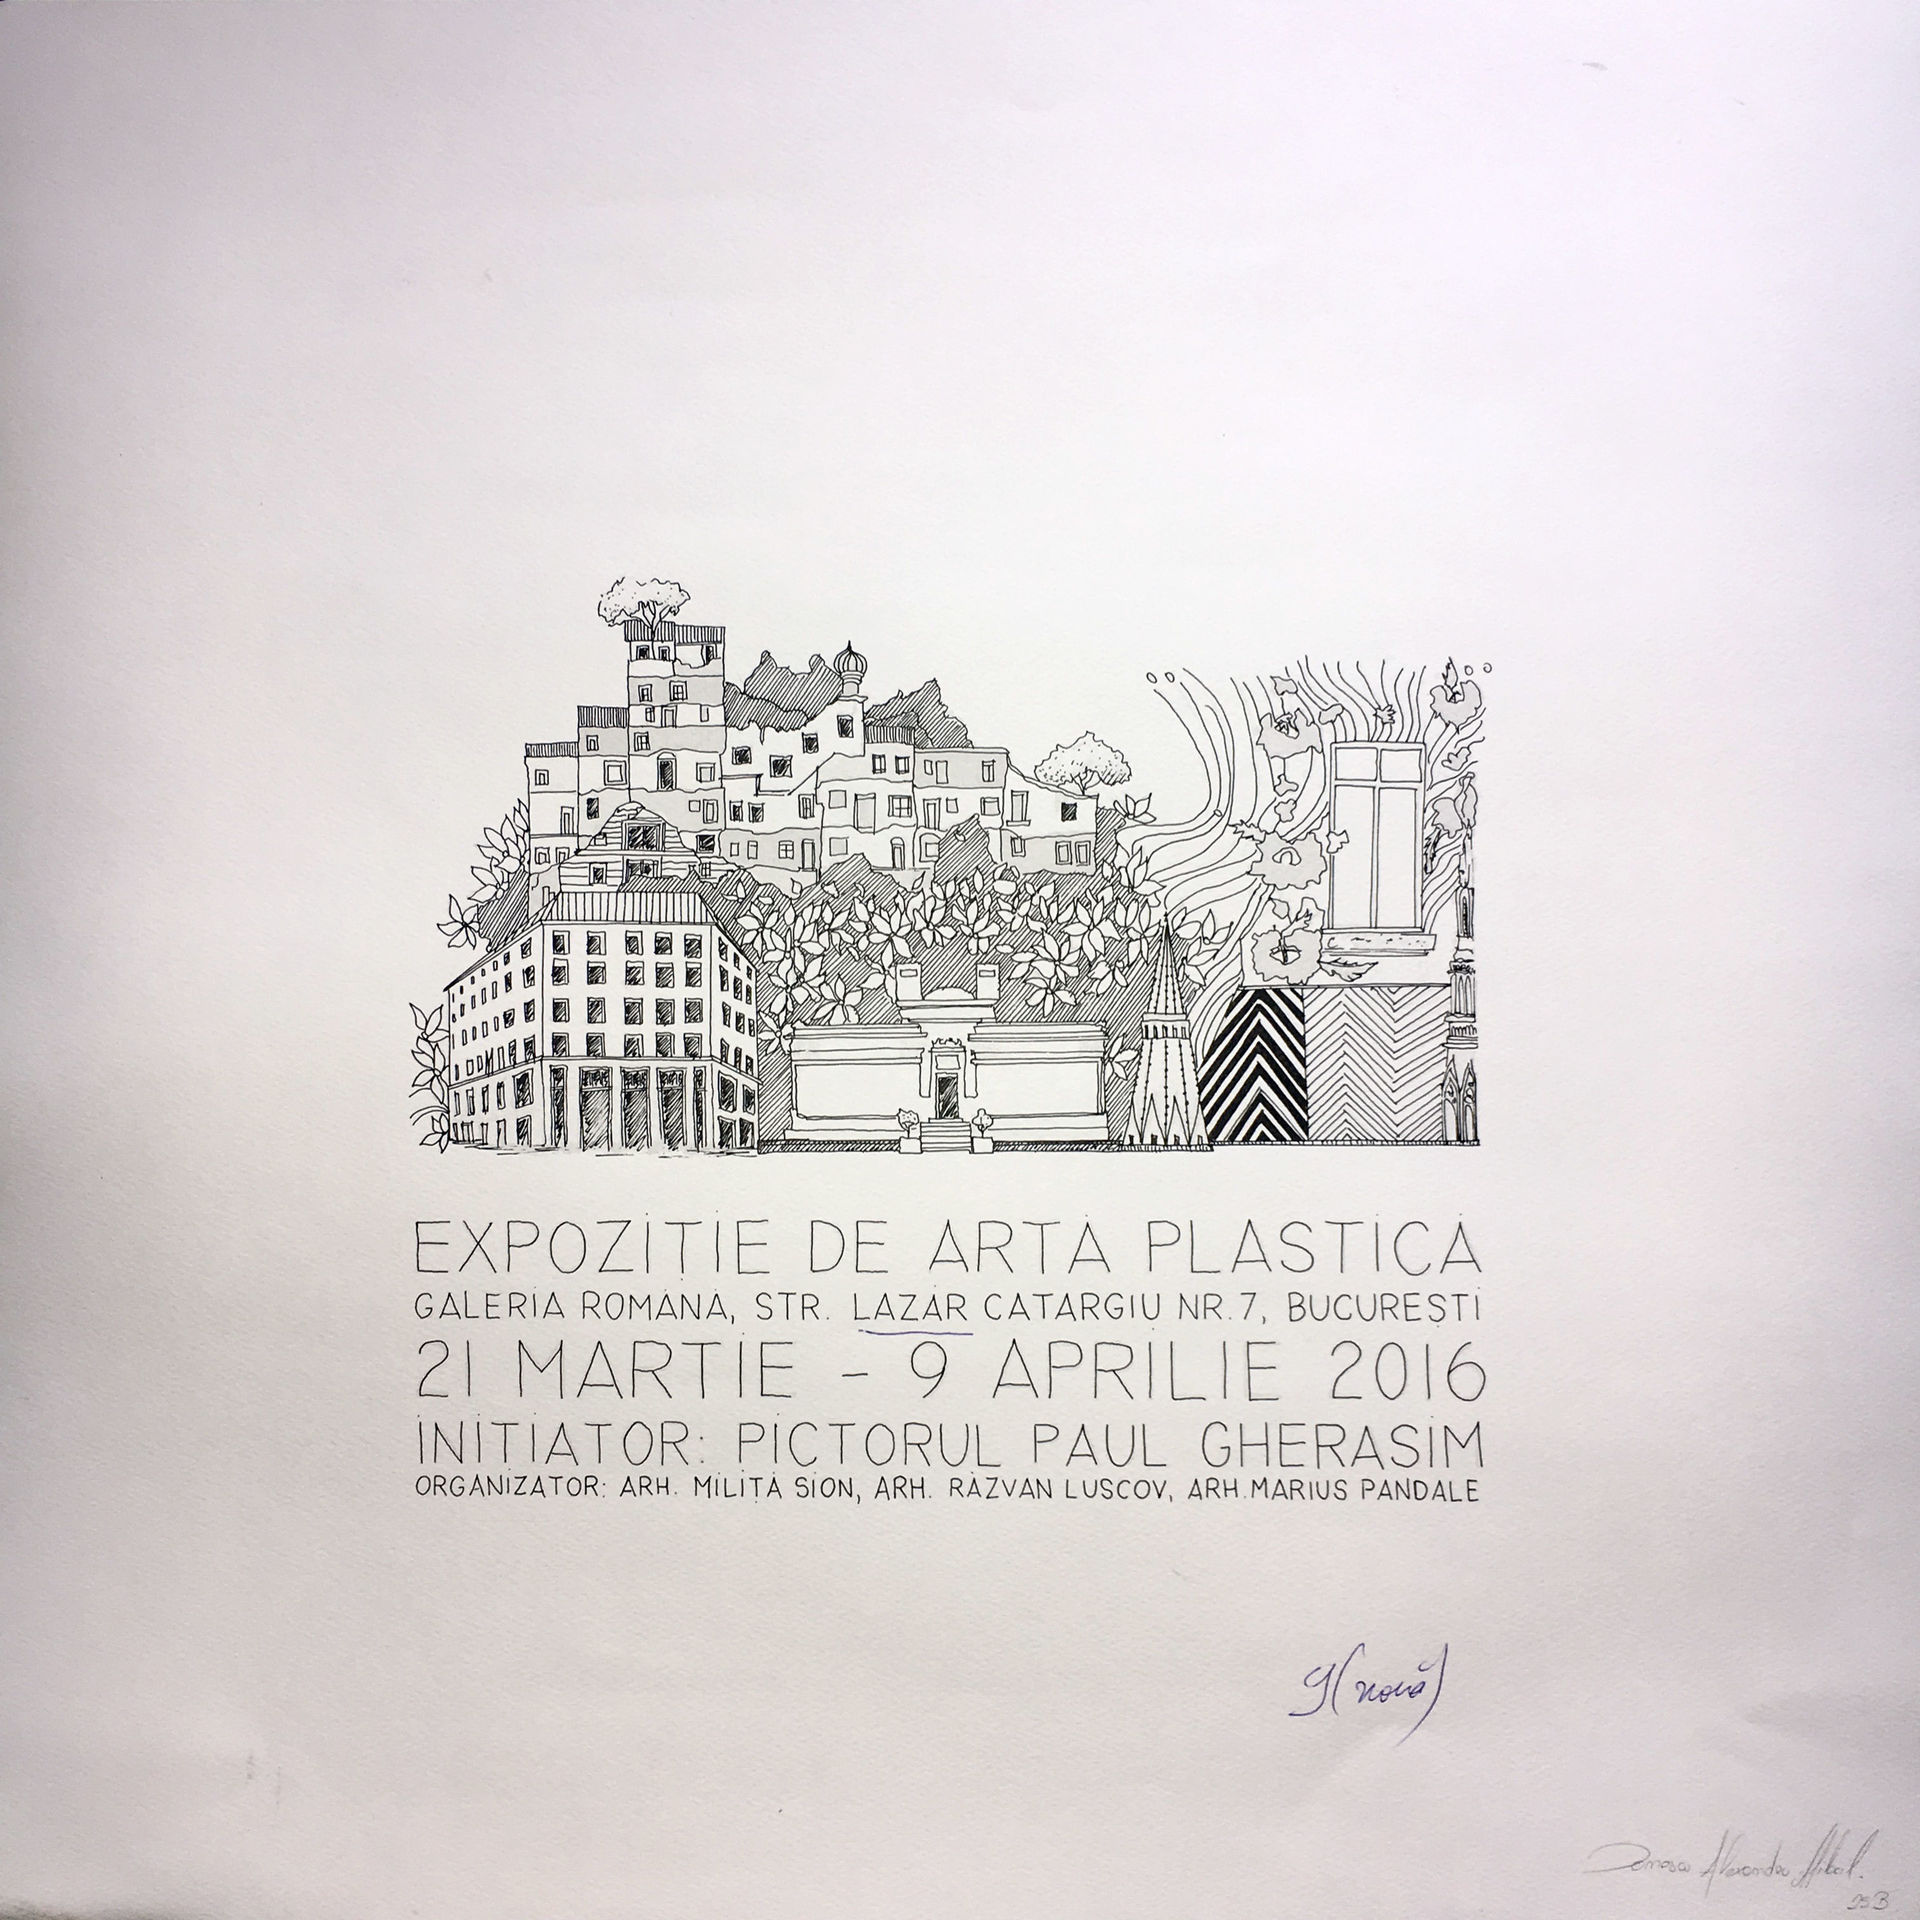 EXPOZITIE DE ARTA PLASTICA
GALERIA ROMANA, STR. LAZAR CATARGIU NR.7, BUCURESTI
21 MARTIE - 9 APRILIE 2016
INITIATOR: PICTORUL PAUL GHERASIM
ORGANIZATOR: ARH. MILITA SION, ARH. RAZVAN LUSCOV, ARH.MARIUS PANDALE
9 (nouă)
Alexandru